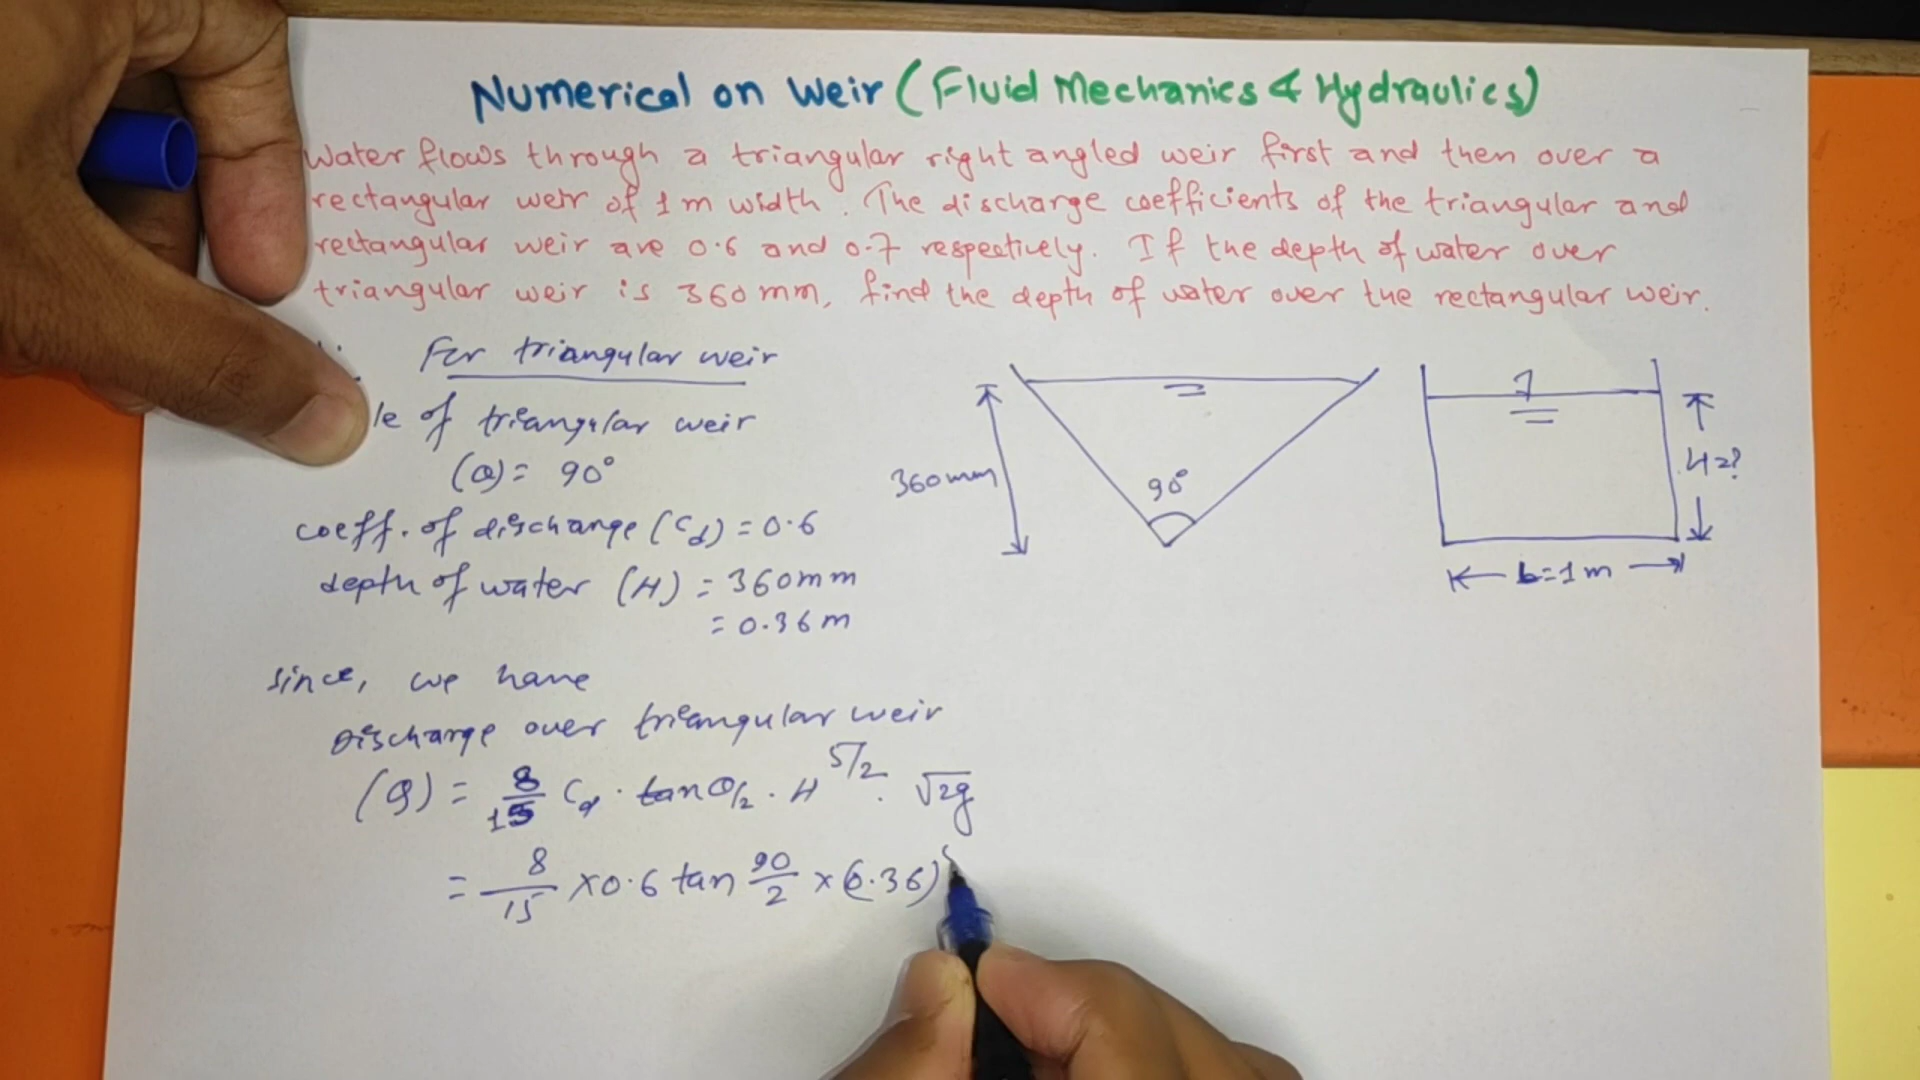 Numerical on Weir (Fluid Mechanics & Hydraulics)
Water flows through a triangular right angled weir first and then over a
rectangular weir of 1 m width. The discharge coefficients of the triangular and
rectangular weir are 0.6 and 0.7 respectively. If the depth of water over
triangular weir is 360 mm, find the depth of water over the rectangular weir.
For triangular weir
le of triangular weir
(θ) = 90°
coeff. of discharge (Cd) = 0.6
depth of water (H) = 360mm
= 0.36 m
since, we have
Discharge over triangular weir
(Q) = 8/15 Cd · tan θ/2 · H^5/2 · √2g
= 8/15 × 0.6 tan 90/2 × (0.36)
360mm
90°
H=?
b=1m